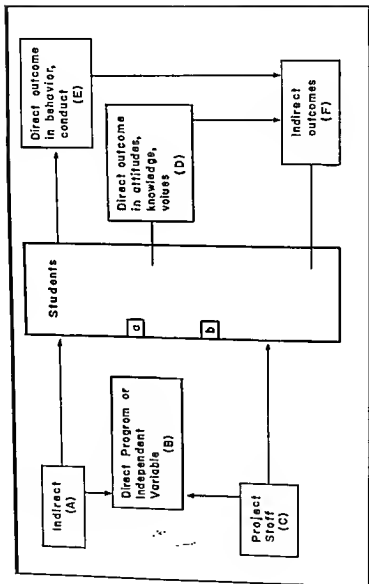 Indirect
(A)
Direct Program or
Independent
Variable
(B)
Project
Staff
(C)
Students
a
b
Direct outcome
in behavior,
conduct
(E)
Direct outcome
in attitudes,
knowledge,
values
(D)
Indirect
outcomes
(F)